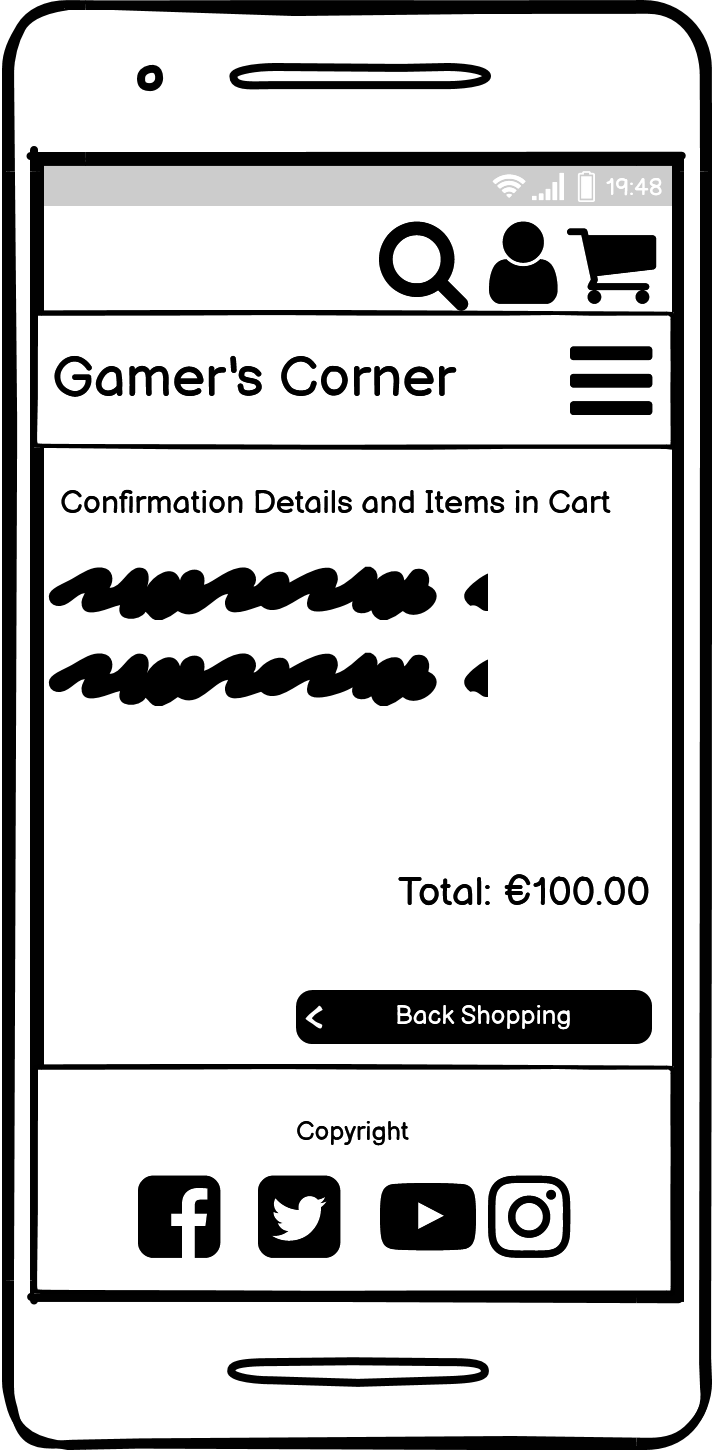 19:48
Gamer's Corner
Confirmation Details and Items in Cart
Total: €100.00
Back Shopping
Copyright